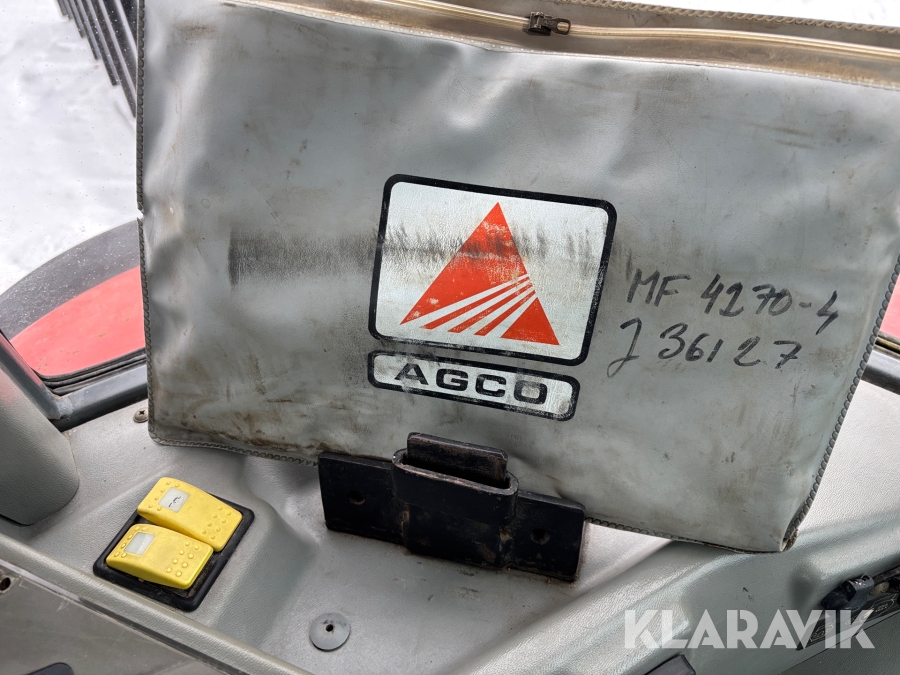 AGCO
MF 4270-4
J 36127
KLARAVIK